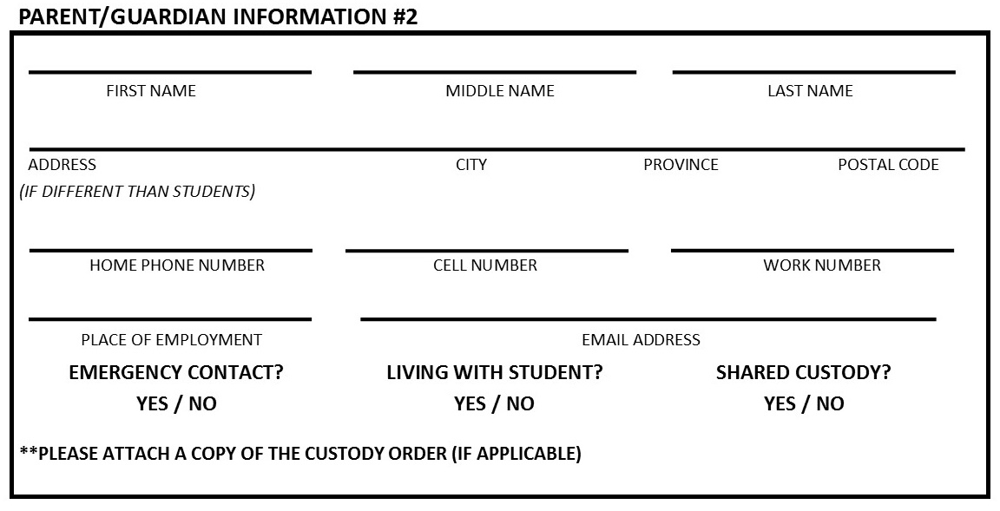 PARENT/GUARDIAN INFORMATION #2
FIRST NAME MIDDLE NAME LAST NAME
ADDRESS CITY PROVINCE POSTAL CODE
(IF DIFFERENT THAN STUDENTS)
HOME PHONE NUMBER CELL NUMBER WORK NUMBER
PLACE OF EMPLOYMENT EMAIL ADDRESS
EMERGENCY CONTACT? LIVING WITH STUDENT? SHARED CUSTODY?
YES / NO YES / NO YES / NO
**PLEASE ATTACH A COPY OF THE CUSTODY ORDER (IF APPLICABLE)